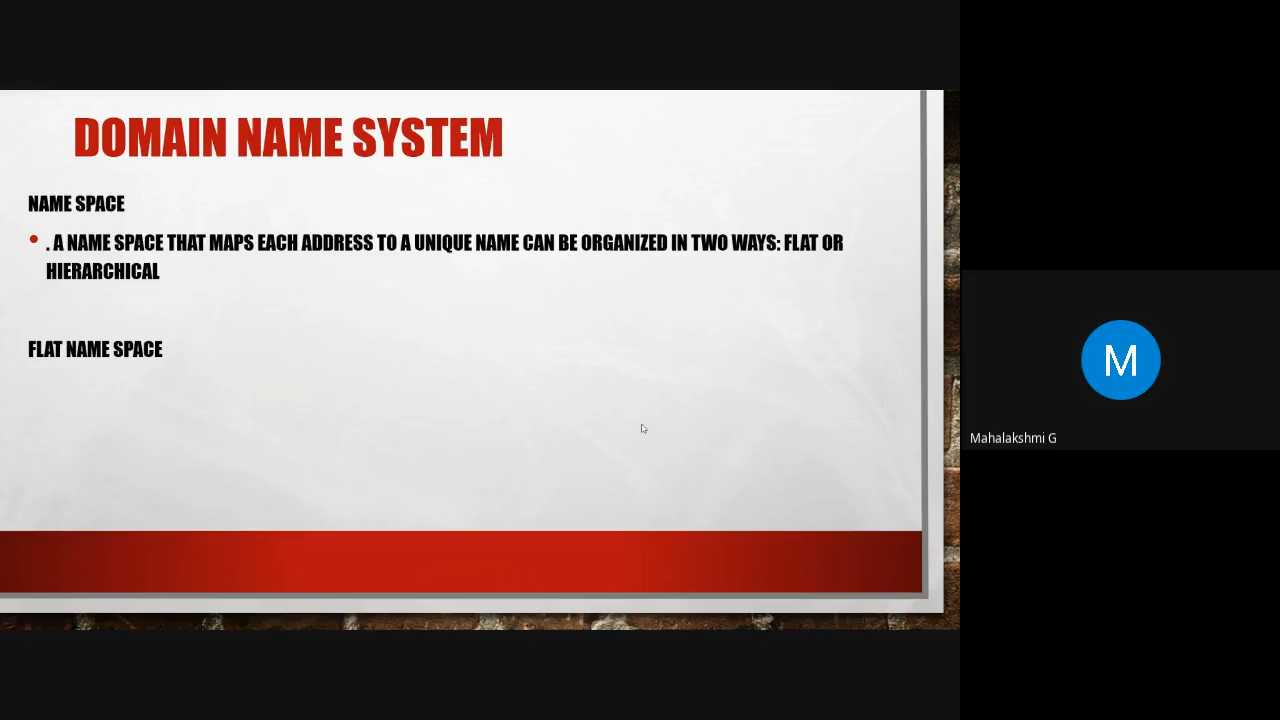 DOMAIN NAME SYSTEM
NAME SPACE
• . A NAME SPACE THAT MAPS EACH ADDRESS TO A UNIQUE NAME CAN BE ORGANIZED IN TWO WAYS: FLAT OR
HIERARCHICAL
FLAT NAME SPACE
M
Mahalakshmi G